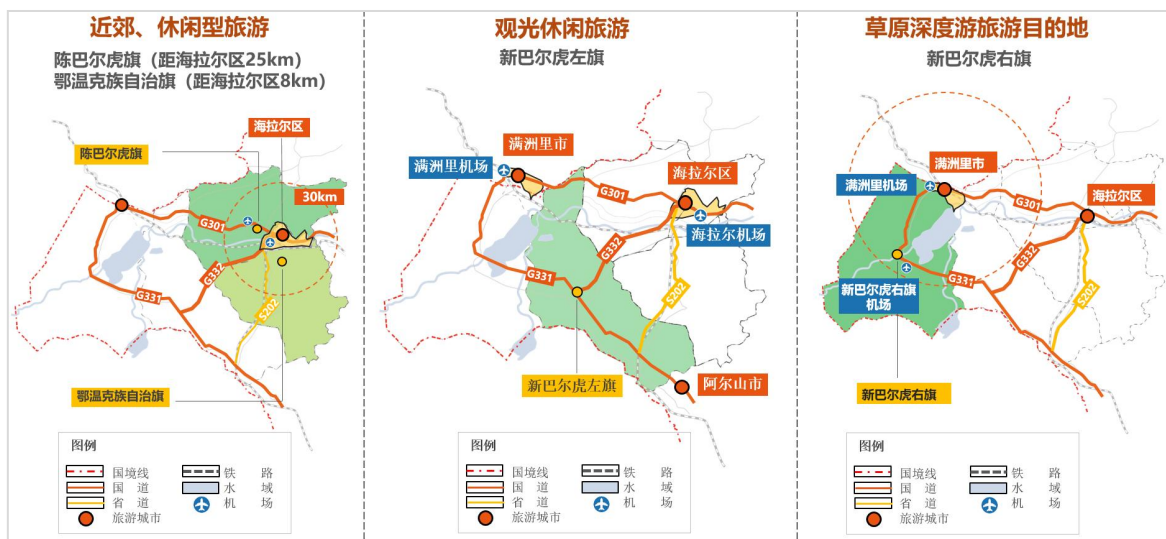 近郊、休闲型旅游
陈巴尔虎旗（距海拉尔区25km）
鄂温克族自治旗（距海拉尔区8km）
海拉尔区
陈巴尔虎旗
30km
G301
G332
G331
S202
鄂温克族自治旗
图例
国境线
铁 路
国 道
水 域
省 道
机 场
旅游城市
观光休闲旅游
新巴尔虎左旗
满洲里市
满洲里机场
海拉尔区
G301
海拉尔机场
G332
G331
S202
新巴尔虎左旗
阿尔山市
图例
国境线
铁 路
国 道
水 域
省 道
机 场
旅游城市
草原深度游旅游目的地
新巴尔虎右旗
满洲里市
满洲里机场
海拉尔区
G301
G332
G331
S202
新巴尔虎右旗
机场
新巴尔虎右旗
图例
国境线
铁 路
国 道
水 域
省 道
机 场
旅游城市